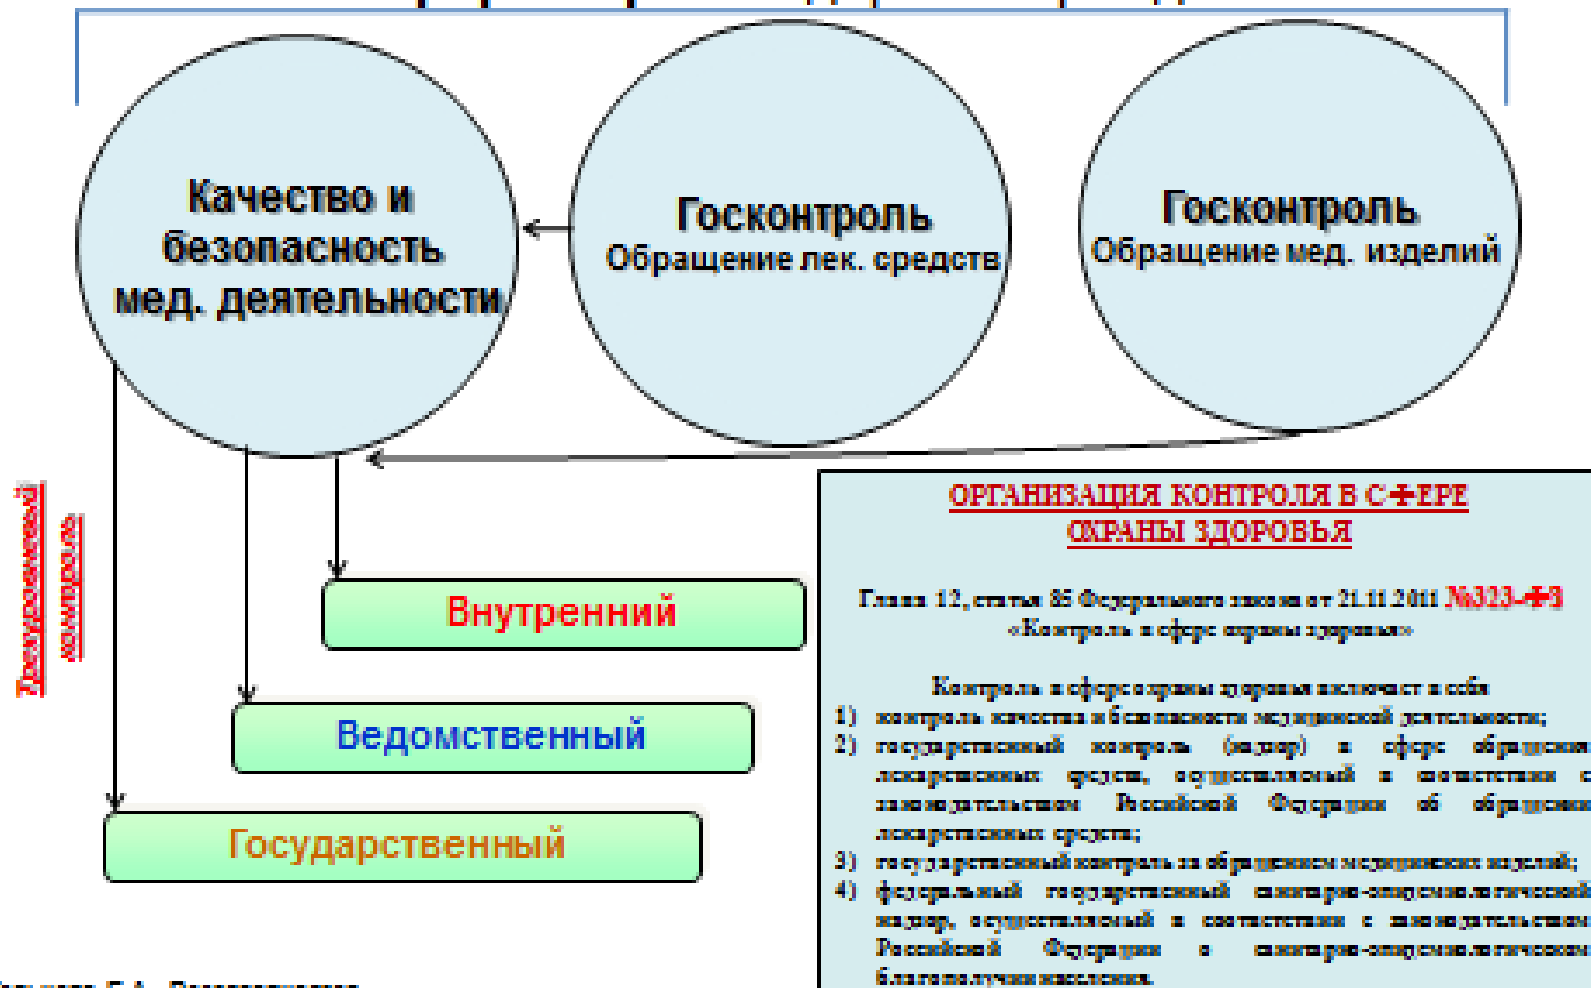 Качество и
безопасность
мед. деятельности
Госконтроль
Обращение лек. средств
Госконтроль
Обращение мед. изделий
Трехуровневый
контроль
Внутренний
Ведомственный
Государственный
ОРГАНИЗАЦИЯ КОНТРОЛЯ В СФЕРЕ
ОХРАНЫ ЗДОРОВЬЯ
Глава 12, статья 85 Федерального закона от 21.11.2011 №323-ФЗ
«Контроль в сфере охраны здоровья»
Контроль в сфере охраны здоровья включает в себя
1) контроль качества и безопасности медицинской деятельности;
2) государственный контроль (надзор) в сфере обращения
лекарственных средств, осуществляемый в соответствии с
законодательством Российской Федерации об обращении
лекарственных средств;
3) государственный контроль за обращением медицинских изделий;
4) федеральный государственный санитарно-эпидемиологический
надзор, осуществляемый в соответствии с законодательством
Российской Федерации о санитарно-эпидемиологическом
благополучии населения.